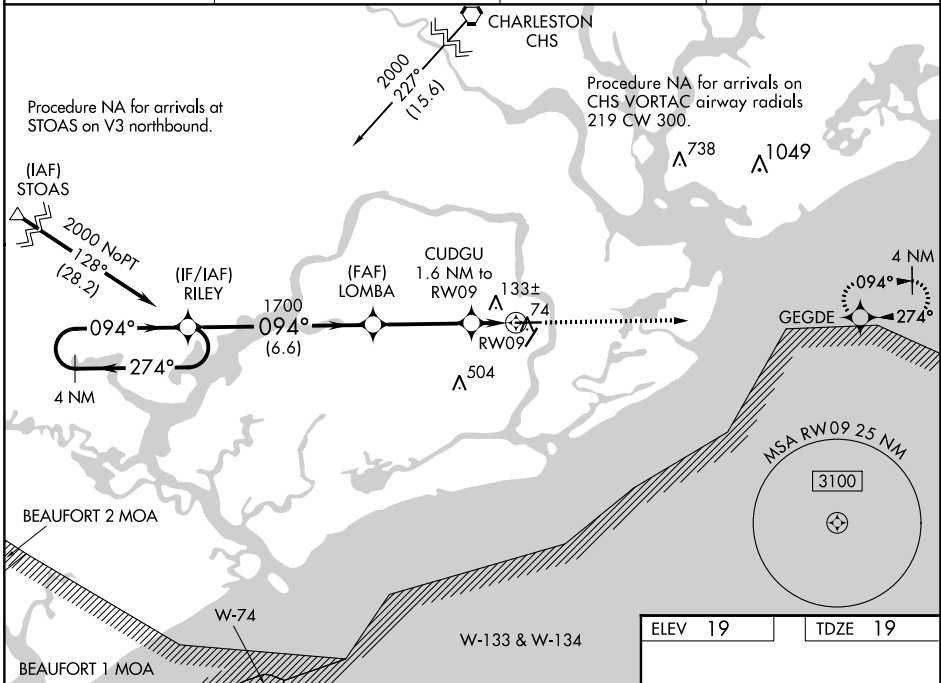 CHARLESTON
CHS
2000
227°
(15.6)
Procedure NA for arrivals at
STOAS on V3 northbound.
Procedure NA for arrivals on
CHS VORTAC airway radials
219 CW 300.
738
1049
(IAF)
STOAS
2000 NoPT
128°
(28.2)
(IF/IAF)
RILEY
1700
094°
(6.6)
(FAF)
LOMBA
CUDGU
1.6 NM to
RW09
133±
74
RW09
504
094°
274°
4 NM
4 NM
094°
274°
GEGDE
MSA RW09 25 NM
3100
BEAUFORT 2 MOA
W-74
W-133 & W-134
BEAUFORT 1 MOA
ELEV 19
TDZE 19